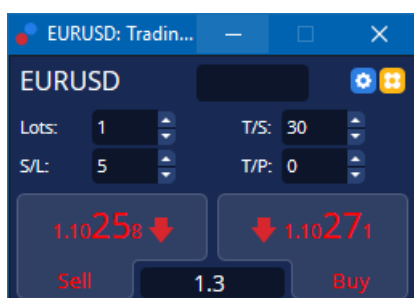 EURUSD: Tradin...
EURUSD
Lots: 1 T/S: 30
S/L: 5 T/P: 0
1.10258 1.10271
Sell 1.3 Buy